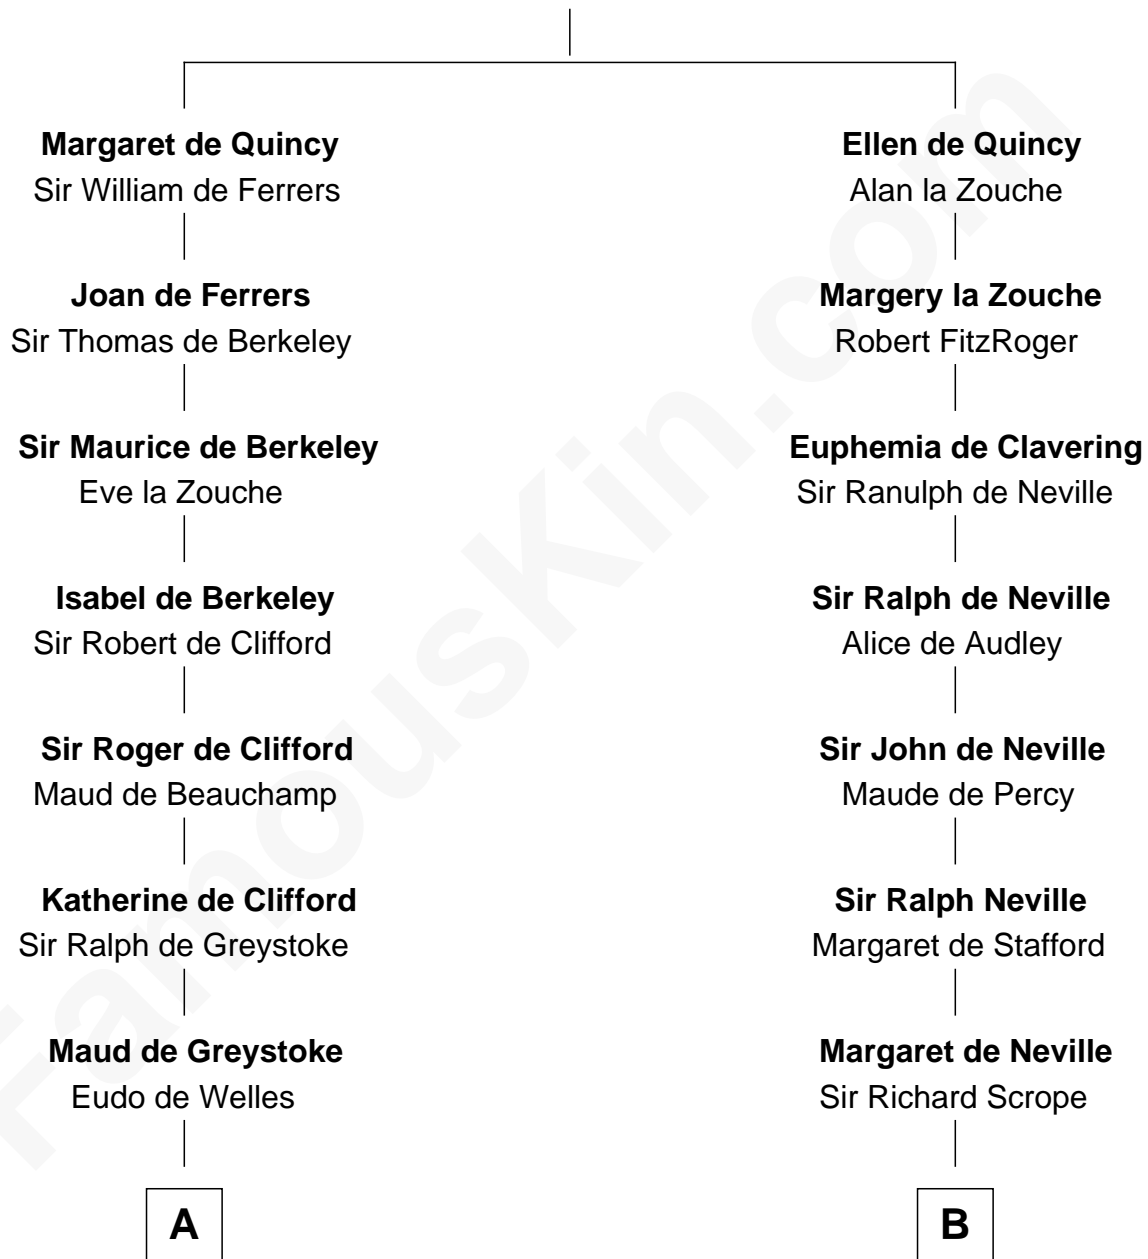 Margaret de Quincy
Sir William de Ferrers
Ellen de Quincy
Alan la Zouche
Joan de Ferrers
Sir Thomas de Berkeley
Margery la Zouche
Robert FitzRoger
Sir Maurice de Berkeley
Eve la Zouche
Euphemia de Clavering
Sir Ranulph de Neville
Isabel de Berkeley
Sir Robert de Clifford
Sir Ralph de Neville
Alice de Audley
Sir Roger de Clifford
Maud de Beauchamp
Sir John de Neville
Maude de Percy
Katherine de Clifford
Sir Ralph de Greystoke
Sir Ralph Neville
Margaret de Stafford
Maud de Greystoke
Eudo de Welles
Margaret de Neville
Sir Richard Scrope
A
B
FamousKin.com